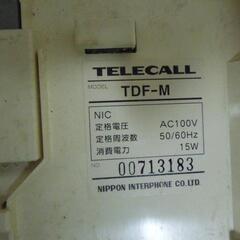 TELECALL
MODEL TDF-M
NIC
定格電圧 AC100V
定格周波数 50/60Hz
消費電力 15W
NO. 00713183
NIPPON INTERPHONE CO.LTD.